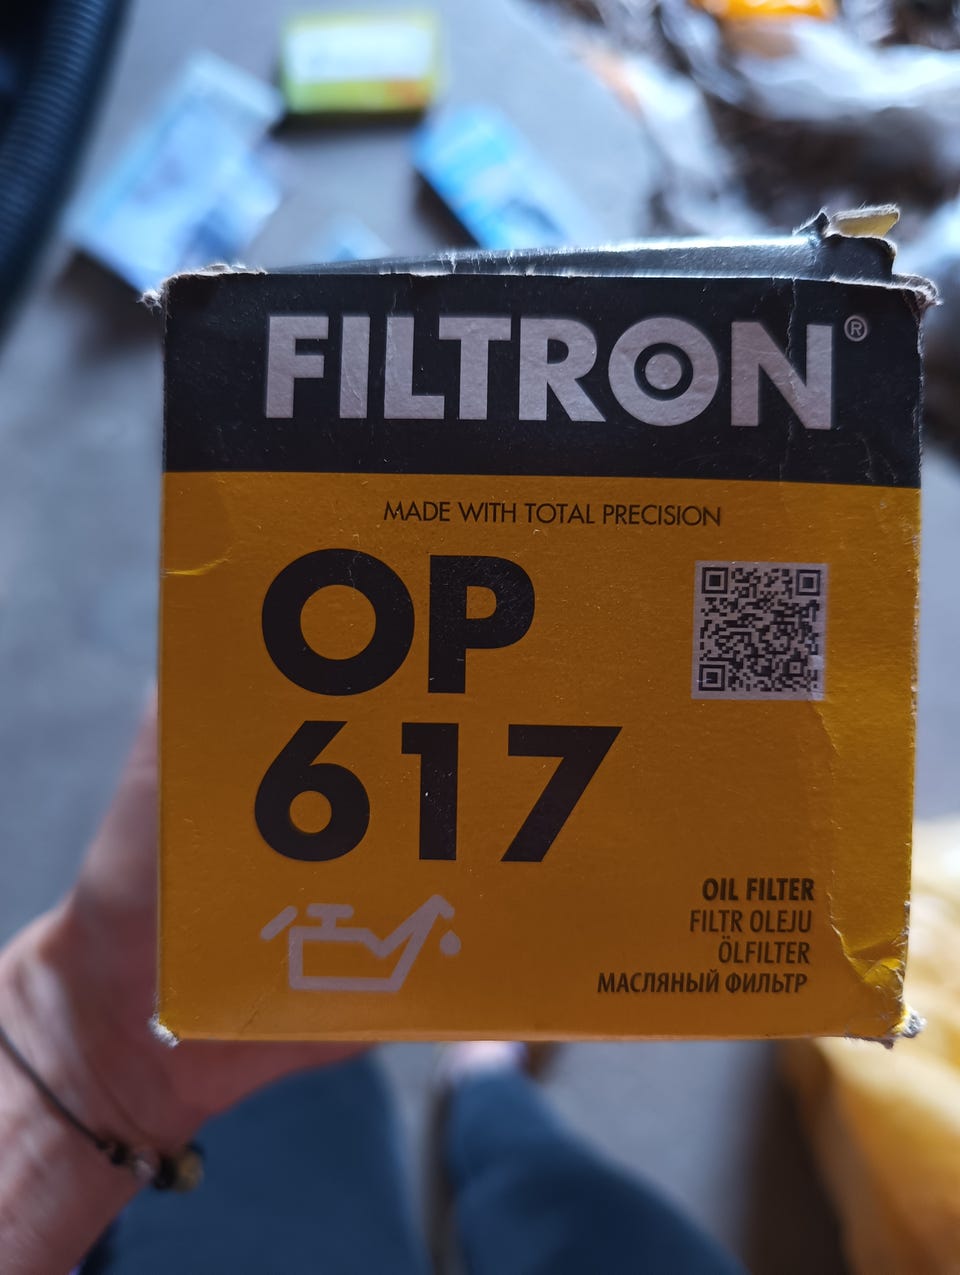 FILTRON®
MADE WITH TOTAL PRECISION
OP
617
OIL FILTER
FILTR OLEJU
ÖLFILTER
МАСЛЯНЫЙ ФИЛЬТР